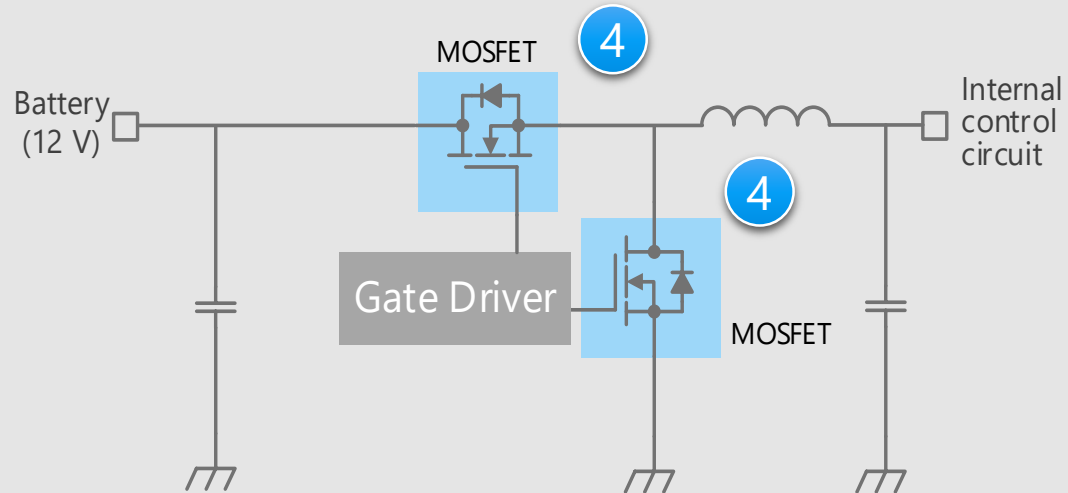 MOSFET
4
Battery
(12 V)
Internal
control
circuit
4
Gate Driver
MOSFET